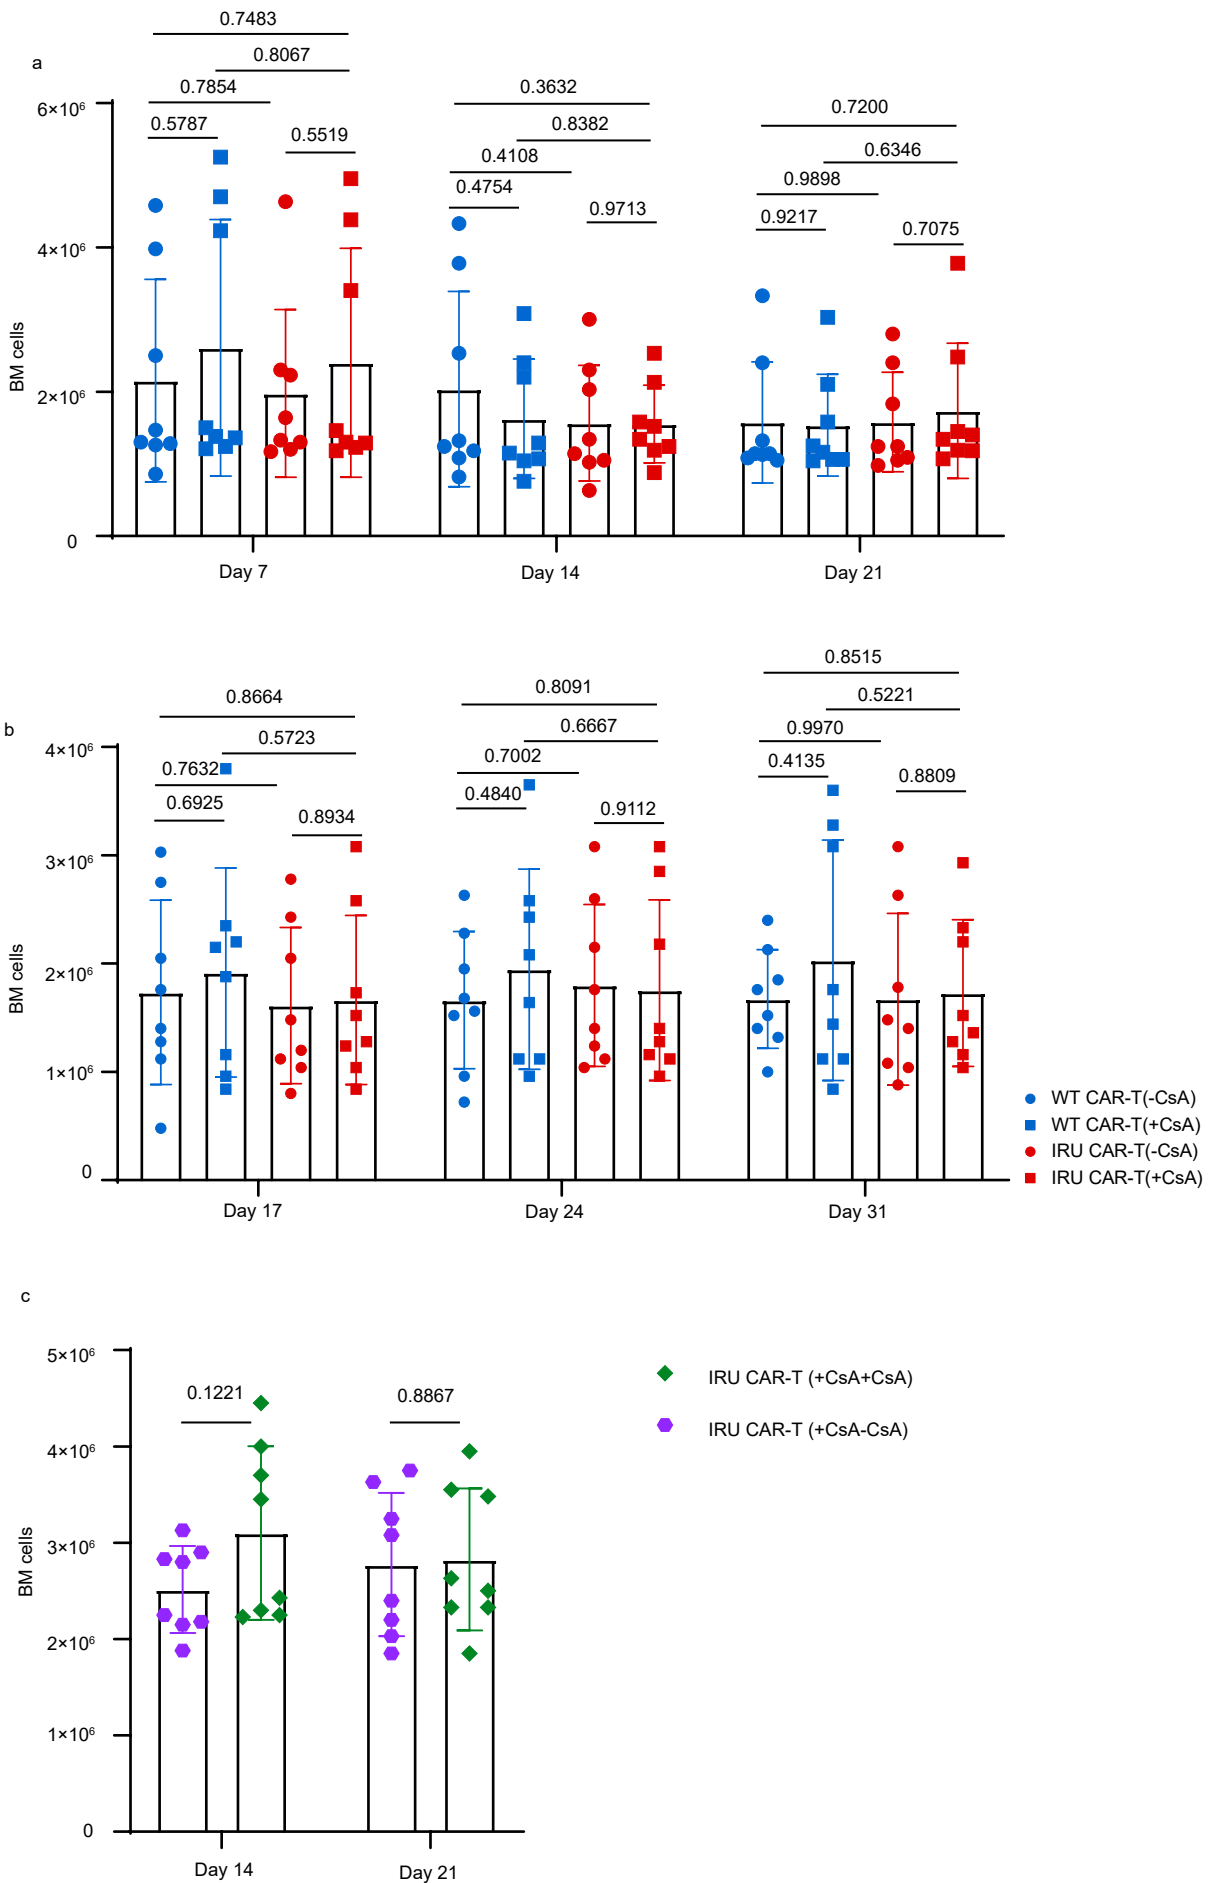 0.7483
a
0.8067
0.7854
0.3632
6×10⁶
0.7200
0.5787
0.5519
0.8382
0.4108
0.6346
0.4754
0.9898
0.9713
0.9217
0.7075
4×10⁶
BM cells
2×10⁶
0
Day 7
Day 14
Day 21
0.8515
0.8664
0.8091
0.5221
b
0.5723
0.6667
0.9970
4×10⁶
0.7632
0.7002
0.4135
0.6925
0.4840
0.8809
0.8934
0.9112
3×10⁶
2×10⁶
BM cells
1×10⁶
WT CAR-T(-CsA)
WT CAR-T(+CsA)
IRU CAR-T(-CsA)
IRU CAR-T(+CsA)
0
Day 17
Day 24
Day 31
c
5×10⁶
0.1221
0.8867
IRU CAR-T (+CsA+CsA)
IRU CAR-T (+CsA-CsA)
4×10⁶
3×10⁶
BM cells
2×10⁶
1×10⁶
0
Day 14
Day 21